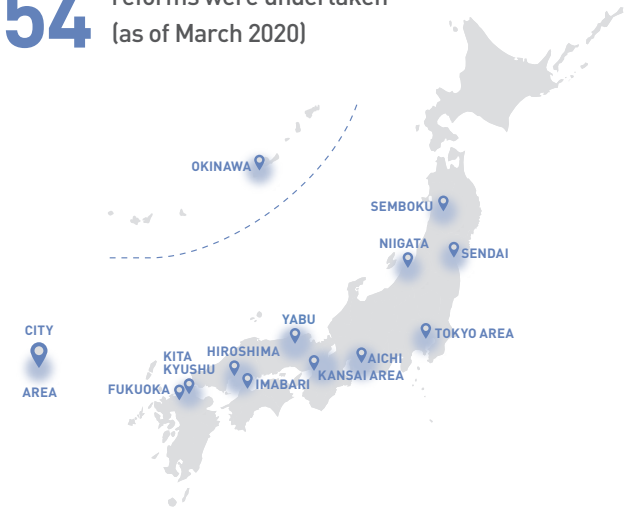 54
reforms were undertaken
(as of March 2020)
OKINAWA
SEMBOKU
NIIGATA
SENDAI
YABU
TOKYO AREA
CITY
AREA
KITA
KYUSHU
HIROSHIMA
AICHI
KANSAI AREA
IMABARI
FUKUOKA